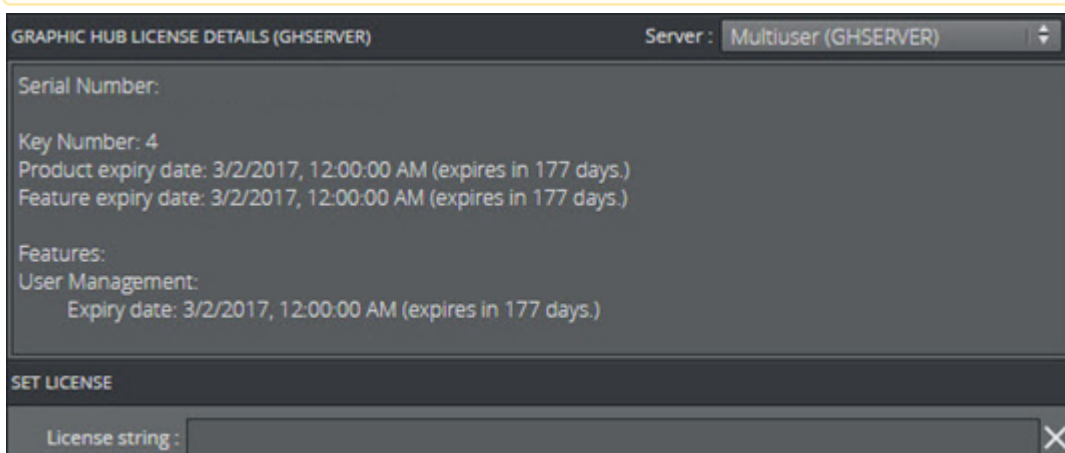 GRAPHIC HUB LICENSE DETAILS (GHSERVER) Server : Multiuser (GHSERVER)
Serial Number:
Key Number: 4
Product expiry date: 3/2/2017, 12:00:00 AM (expires in 177 days.)
Feature expiry date: 3/2/2017, 12:00:00 AM (expires in 177 days.)
Features:
User Management:
Expiry date: 3/2/2017, 12:00:00 AM (expires in 177 days.)
SET LICENSE
License string :